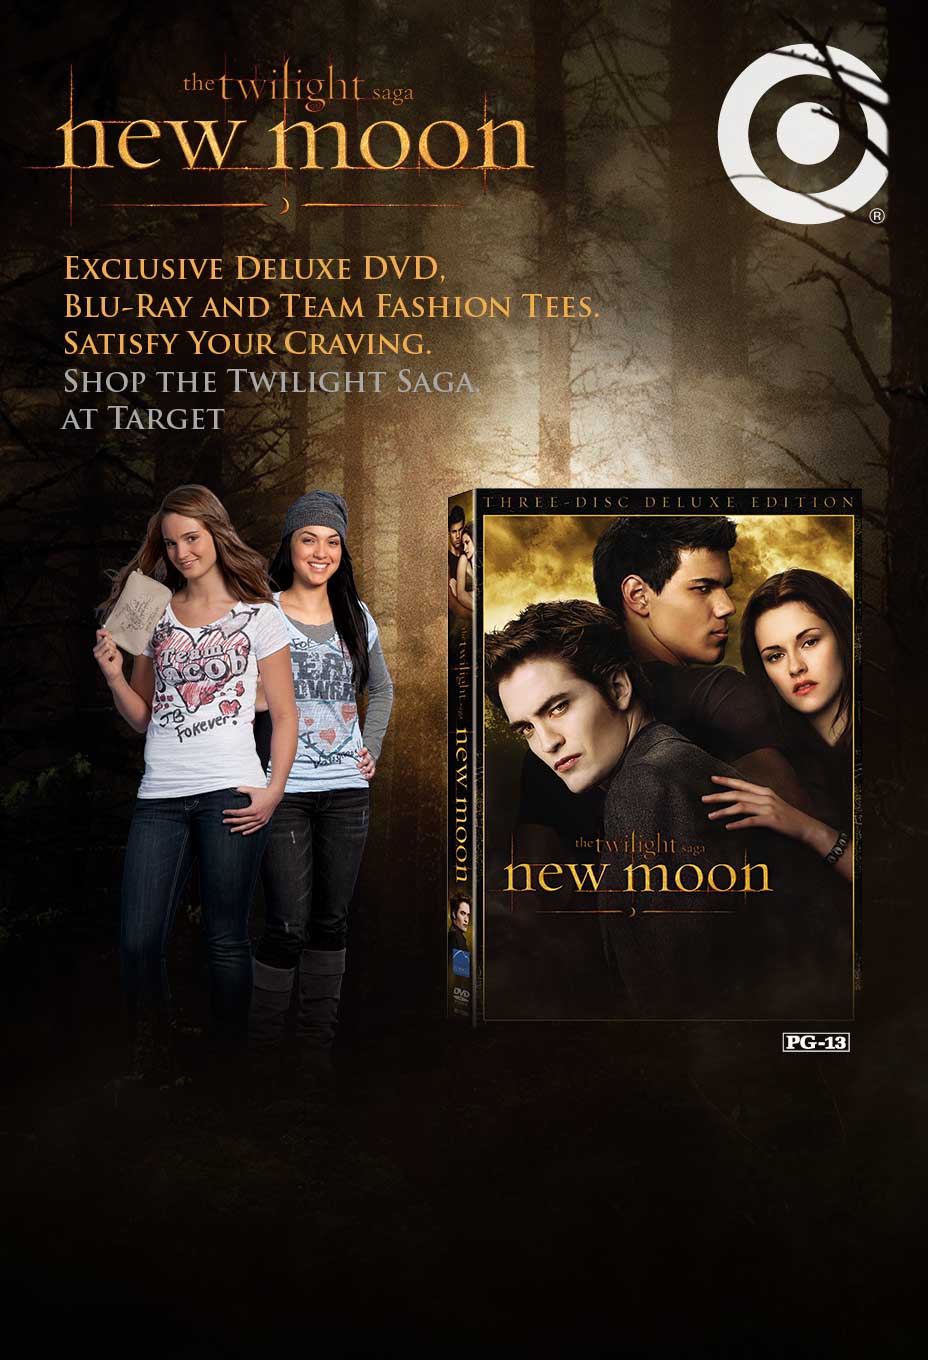 the twilight saga
new moon
®
EXCLUSIVE DELUXE DVD,
BLU-RAY AND TEAM FASHION TEES.
SATISFY YOUR CRAVING.
SHOP THE TWILIGHT SAGA.
AT TARGET
Team
Jacob
JB
Forever!
THREE-DISC DELUXE EDITION
the twilight saga
new moon
the twilight saga
new moon
DVD
PG-13